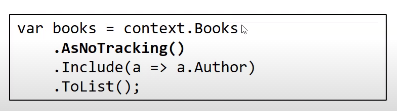 var books = context.Books
.AsNoTracking()
.Include(a => a.Author)
.ToList();